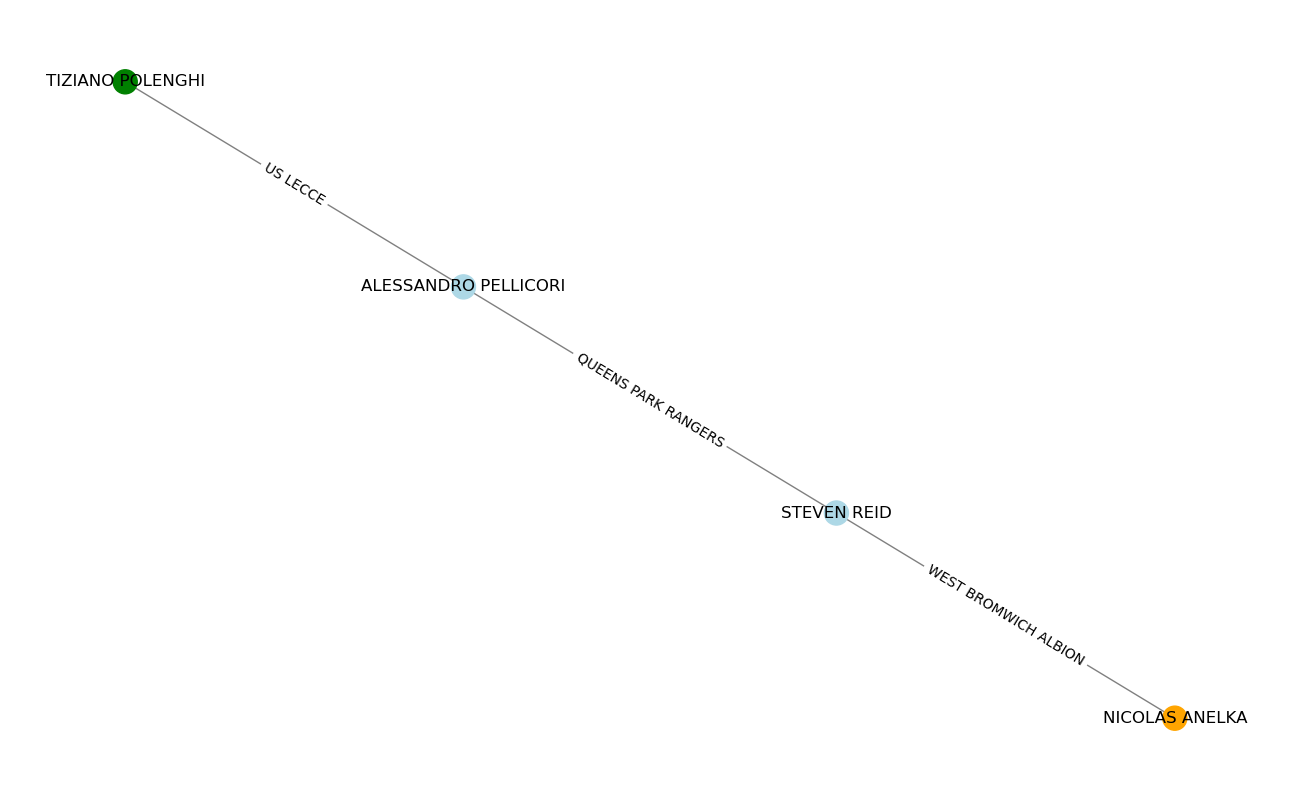 TIZIANO POLENGHI
US LECCE
ALESSANDRO PELLICORI
QUEENS PARK RANGERS
STEVEN REID
WEST BROMWICH ALBION
NICOLAS ANELKA